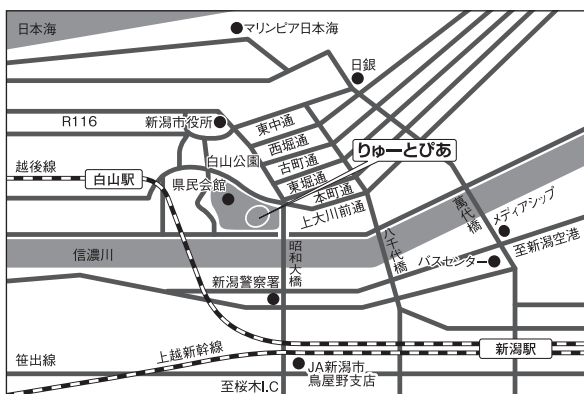 日本海
マリンピア日本海
日銀
R116
新潟市役所
東中通
西堀通
古町通
東堀通
本町通
上大川前通
白山公園
りゅーとぴあ
越後線
白山駅
県民会館
萬代橋
メディアシップ
八千代橋
昭和大橋
至新潟空港
バスセンター
信濃川
新潟警察署
新潟駅
上越新幹線
笹出線
JA新潟市
鳥屋野支店
至桜木I.C